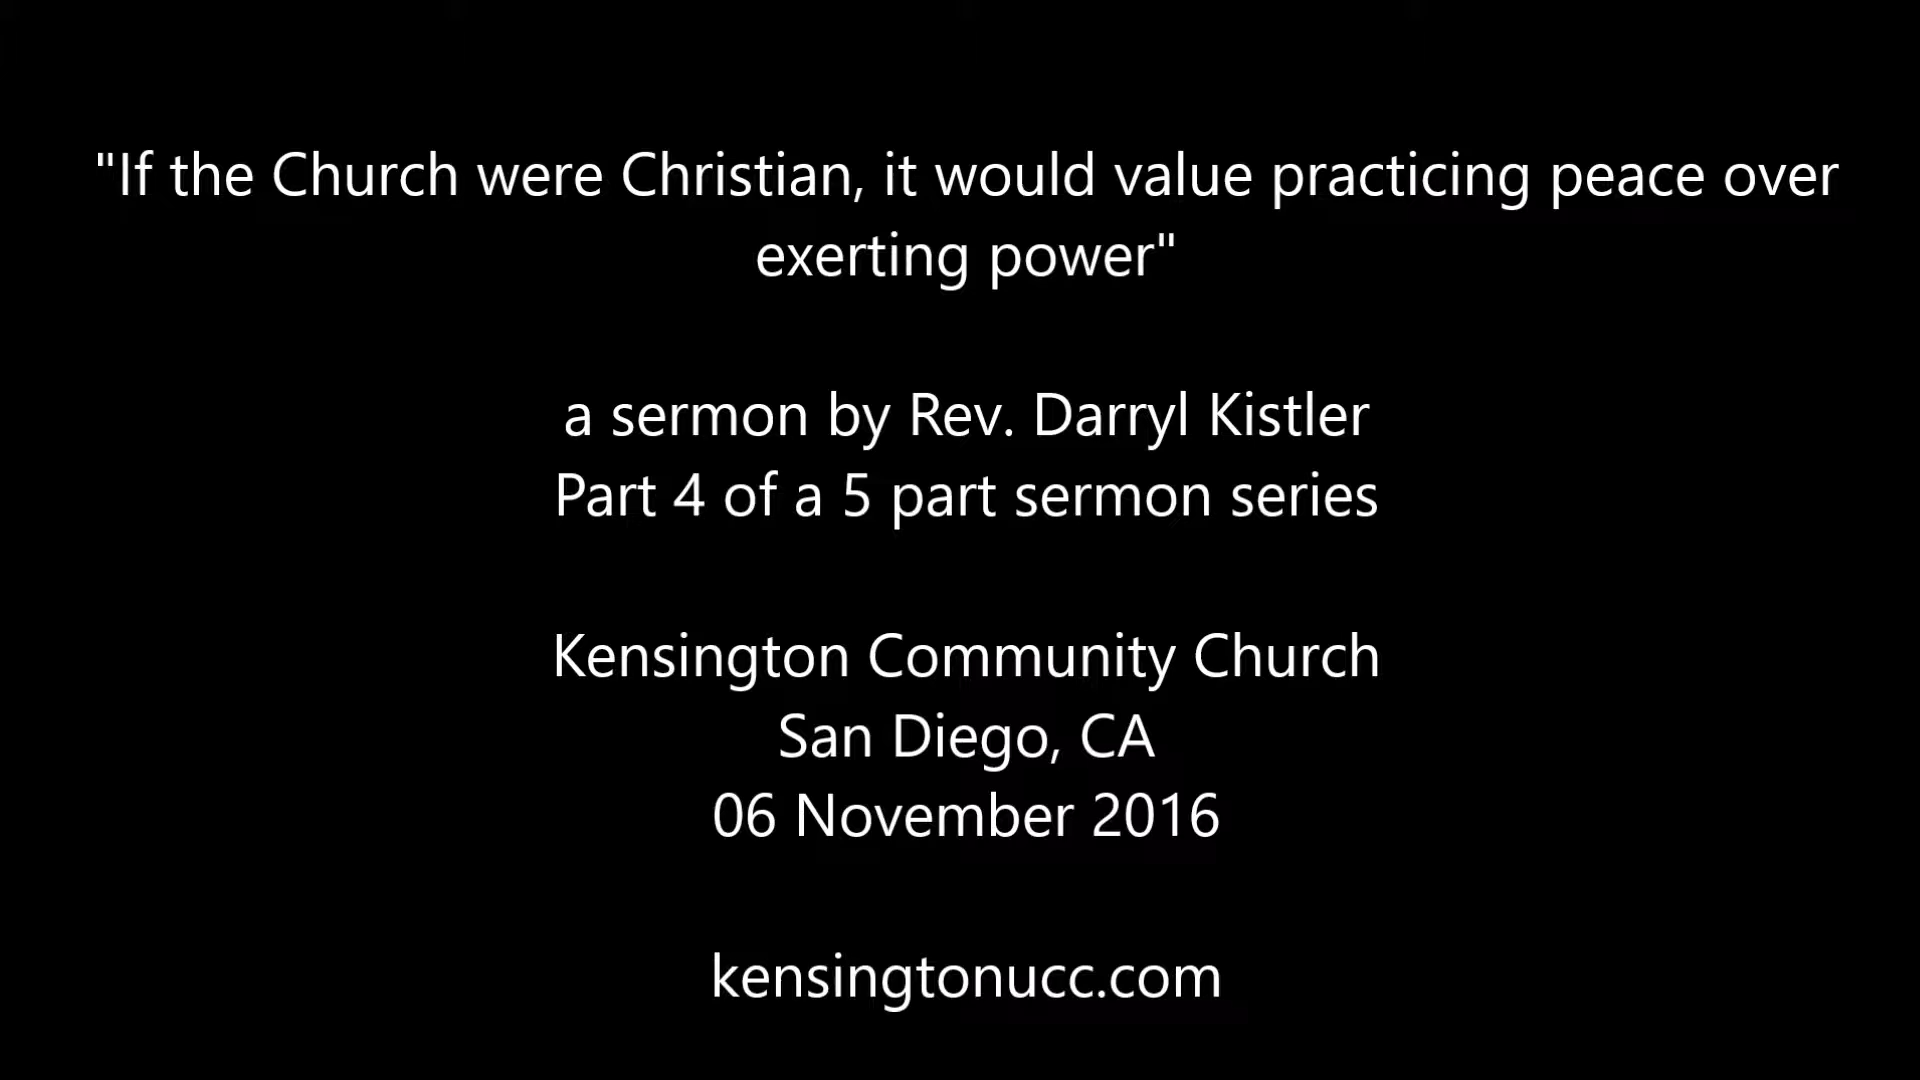 "If the Church were Christian, it would value practicing peace over
exerting power"
a sermon by Rev. Darryl Kistler
Part 4 of a 5 part sermon series
Kensington Community Church
San Diego, CA
06 November 2016
kensingtonucc.com